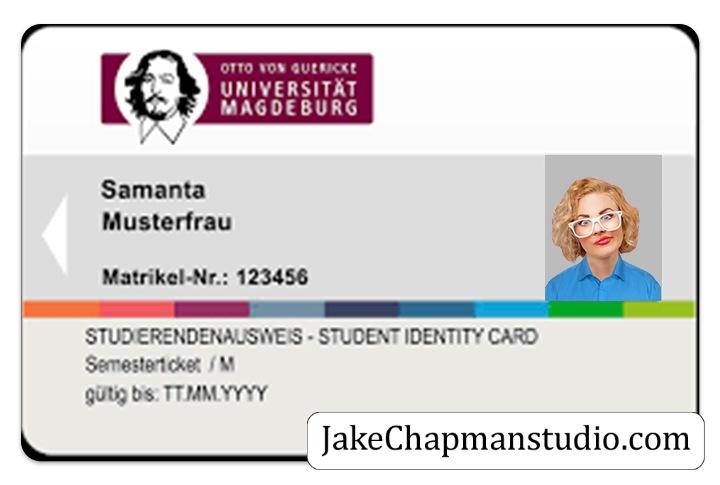 OTTO VON GUERICKE
UNIVERSITÄT
MAGDEBURG
Samanta
Musterfrau
Matrikel-Nr.: 123456
STUDIERENDENAUSWEIS - STUDENT IDENTITY CARD
Semesterticket / M
gültig bis: TT.MM.YYYY
JakeChapmanstudio.com